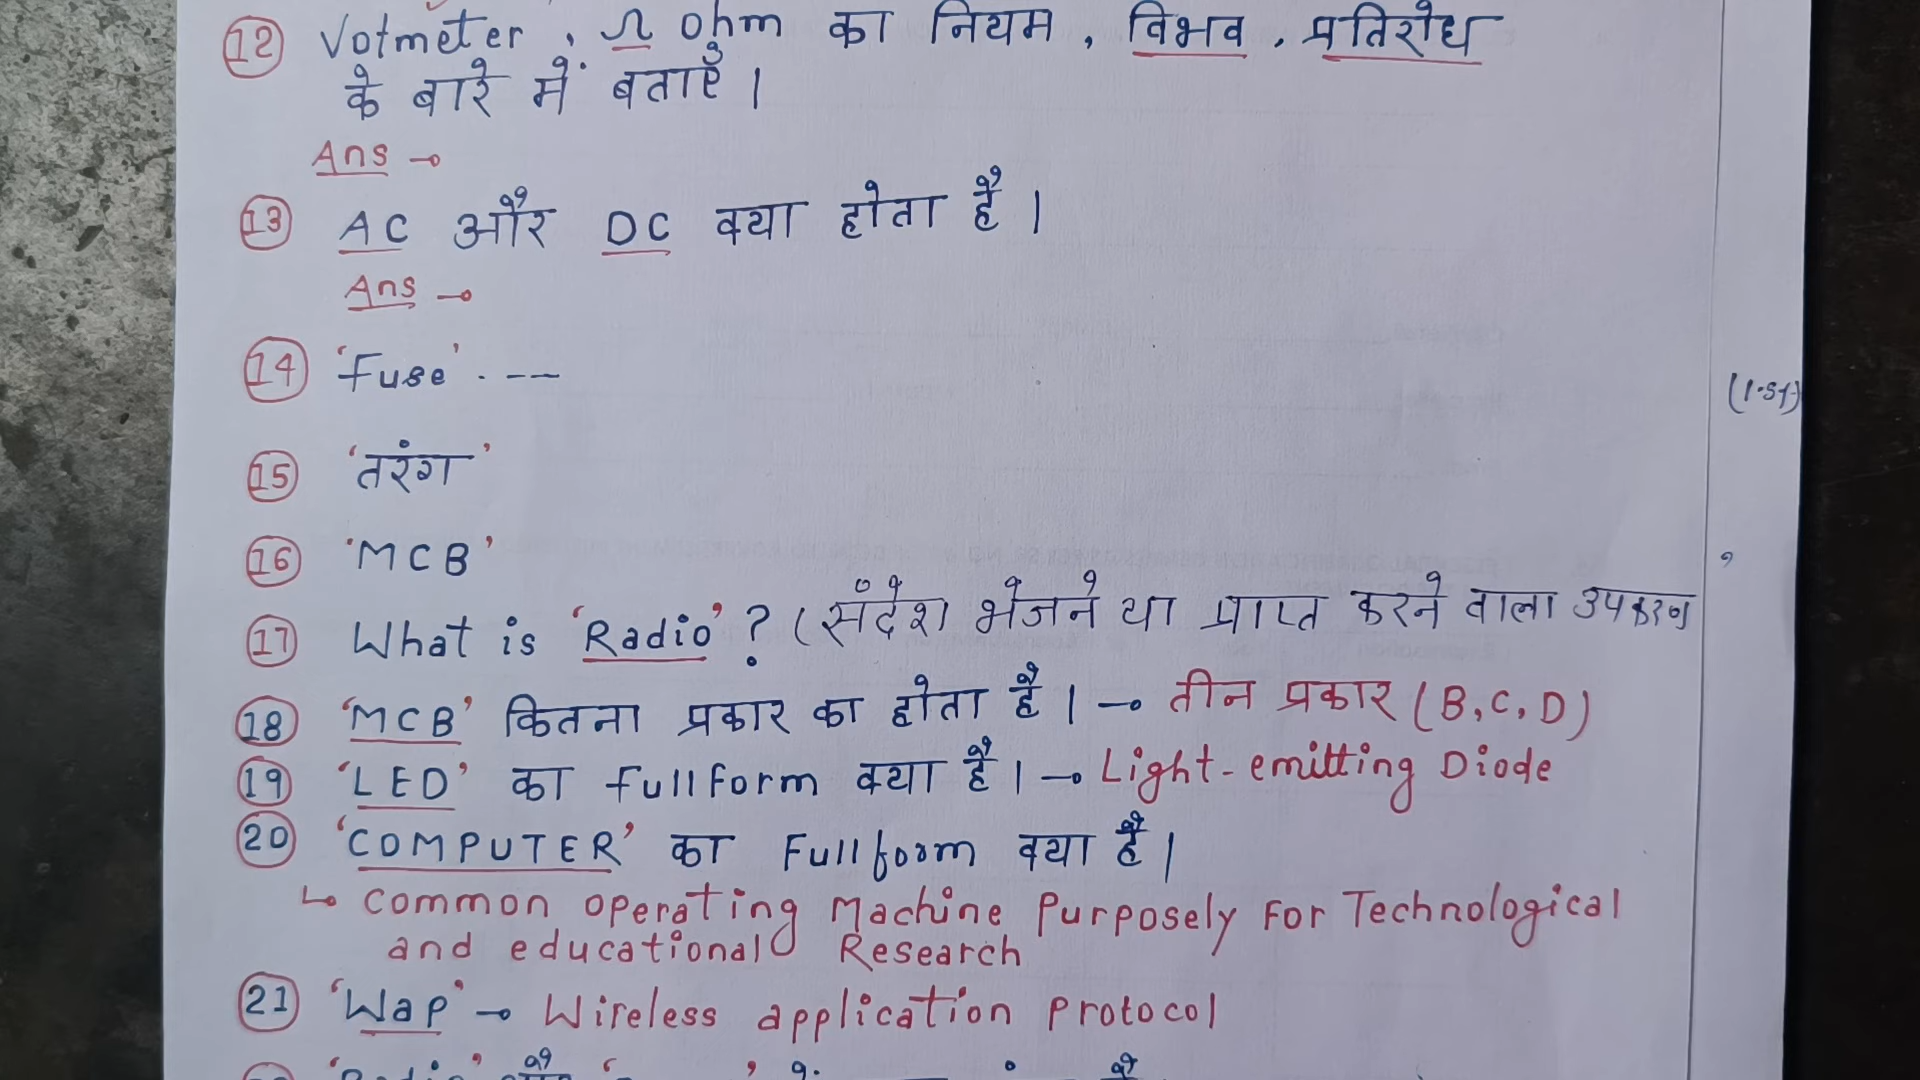 12 Votmeter, Ω ohm का नियम, विभव, प्रतिरोध
के बारे में बताएँ।
Ans →
13 AC और DC क्या होता है।
Ans →
14 'Fuse'. --
15 'तरंग'
16 'MCB'
17 What is 'Radio'? (संदेश भेजने या प्राप्त करने वाला उपकरण
18 'MCB' कितना प्रकार का होता है। → तीन प्रकार (B, C, D)
19 'LED' का fullform क्या है। → Light-emitting Diode
20 'COMPUTER' का Fullform क्या है।
↳ common operating Machine Purposely For Technological
and educational Research
21 'Wap' → Wireless application protocol